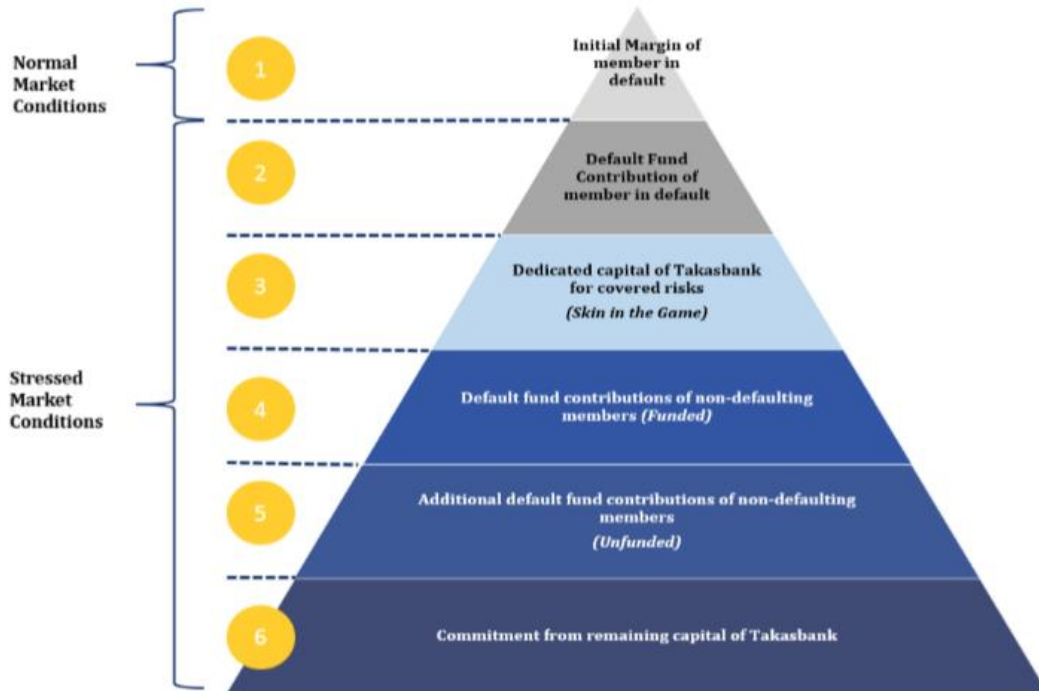 Normal
Market
Conditions
1
Initial Margin of
member in
default
2
Default Fund
Contribution of
member in default
3
Dedicated capital of Takasbank
for covered risks
(Skin in the Game)
Stressed
Market
Conditions
4
Default fund contributions of non-defaulting
members (Funded)
5
Additional default fund contributions of non-defaulting
members
(Unfunded)
6
Commitment from remaining capital of Takasbank